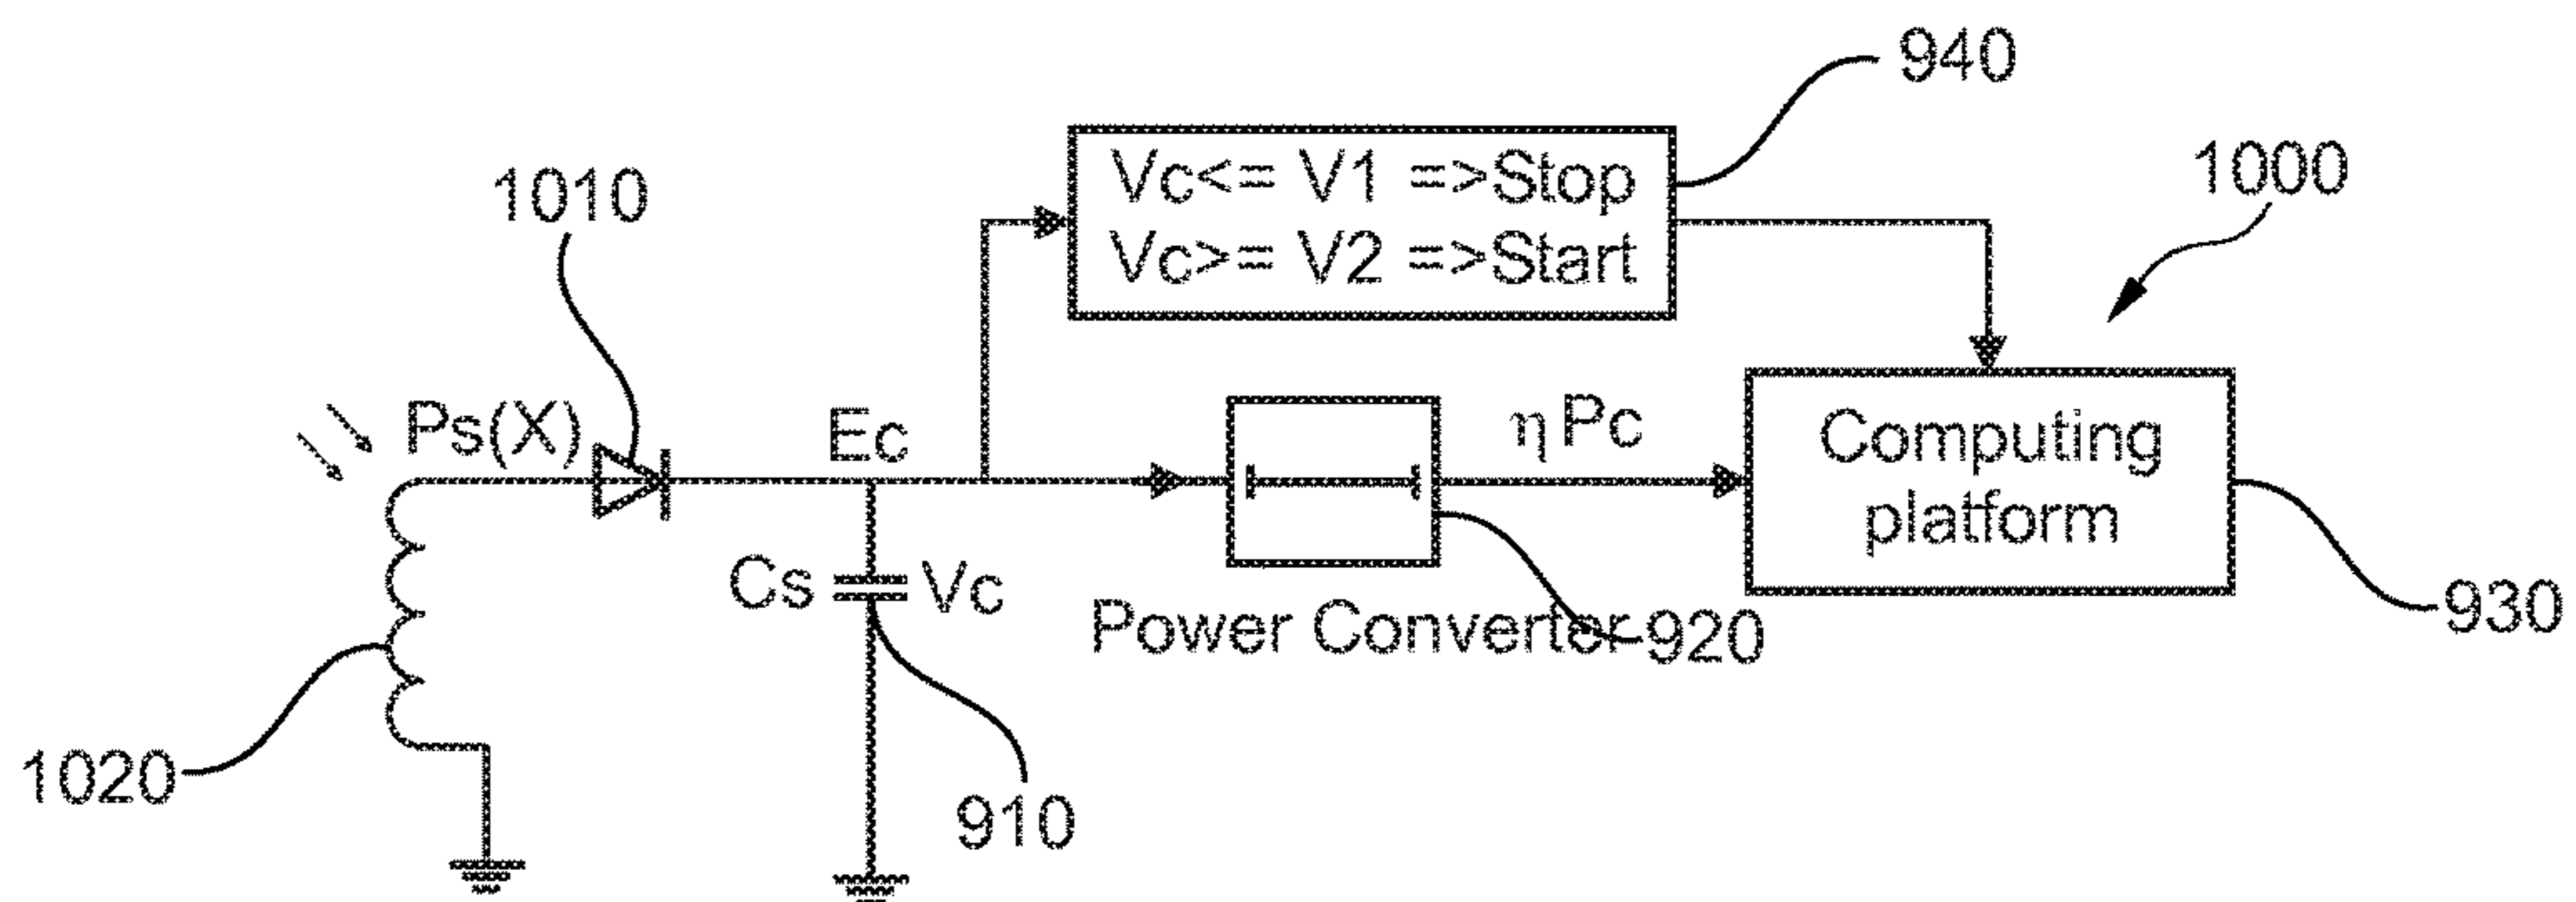 940
Vc<= V1 =>Stop
Vc>= V2 =>Start
1000
1010
Ps(X)
Ec
ηPc
Computing
platform
Cs
Vc
Power Converter
920
930
1020
910